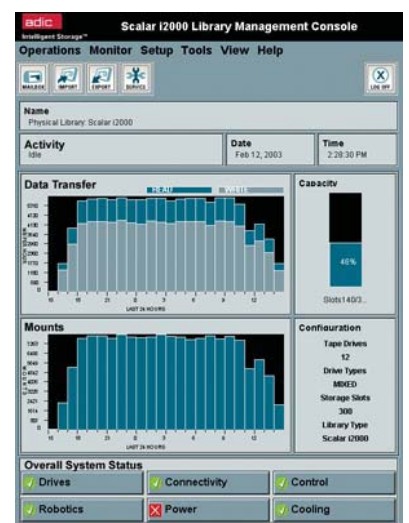 adic
Intelligent Storage™
Scalar i2000 Library Management Console
Operations Monitor Setup Tools View Help
MAILBOX IMPORT EXPORT SERVICE LOG OFF
Name
Physical Library: Scalar i2000
Activity
Idle
Date
Feb 12, 2003
Time
2:28:30 PM
Data Transfer
READ WRITE
LAST 24 HOURS
Capacity
46%
Slots140/3...
Mounts
LAST 24 HOURS
Configuration
Tape Drives
12
Drive Types
MIXED
Storage Slots
300
Library Type
Scalar i2000
Overall System Status
Drives Connectivity Control
Robotics Power Cooling